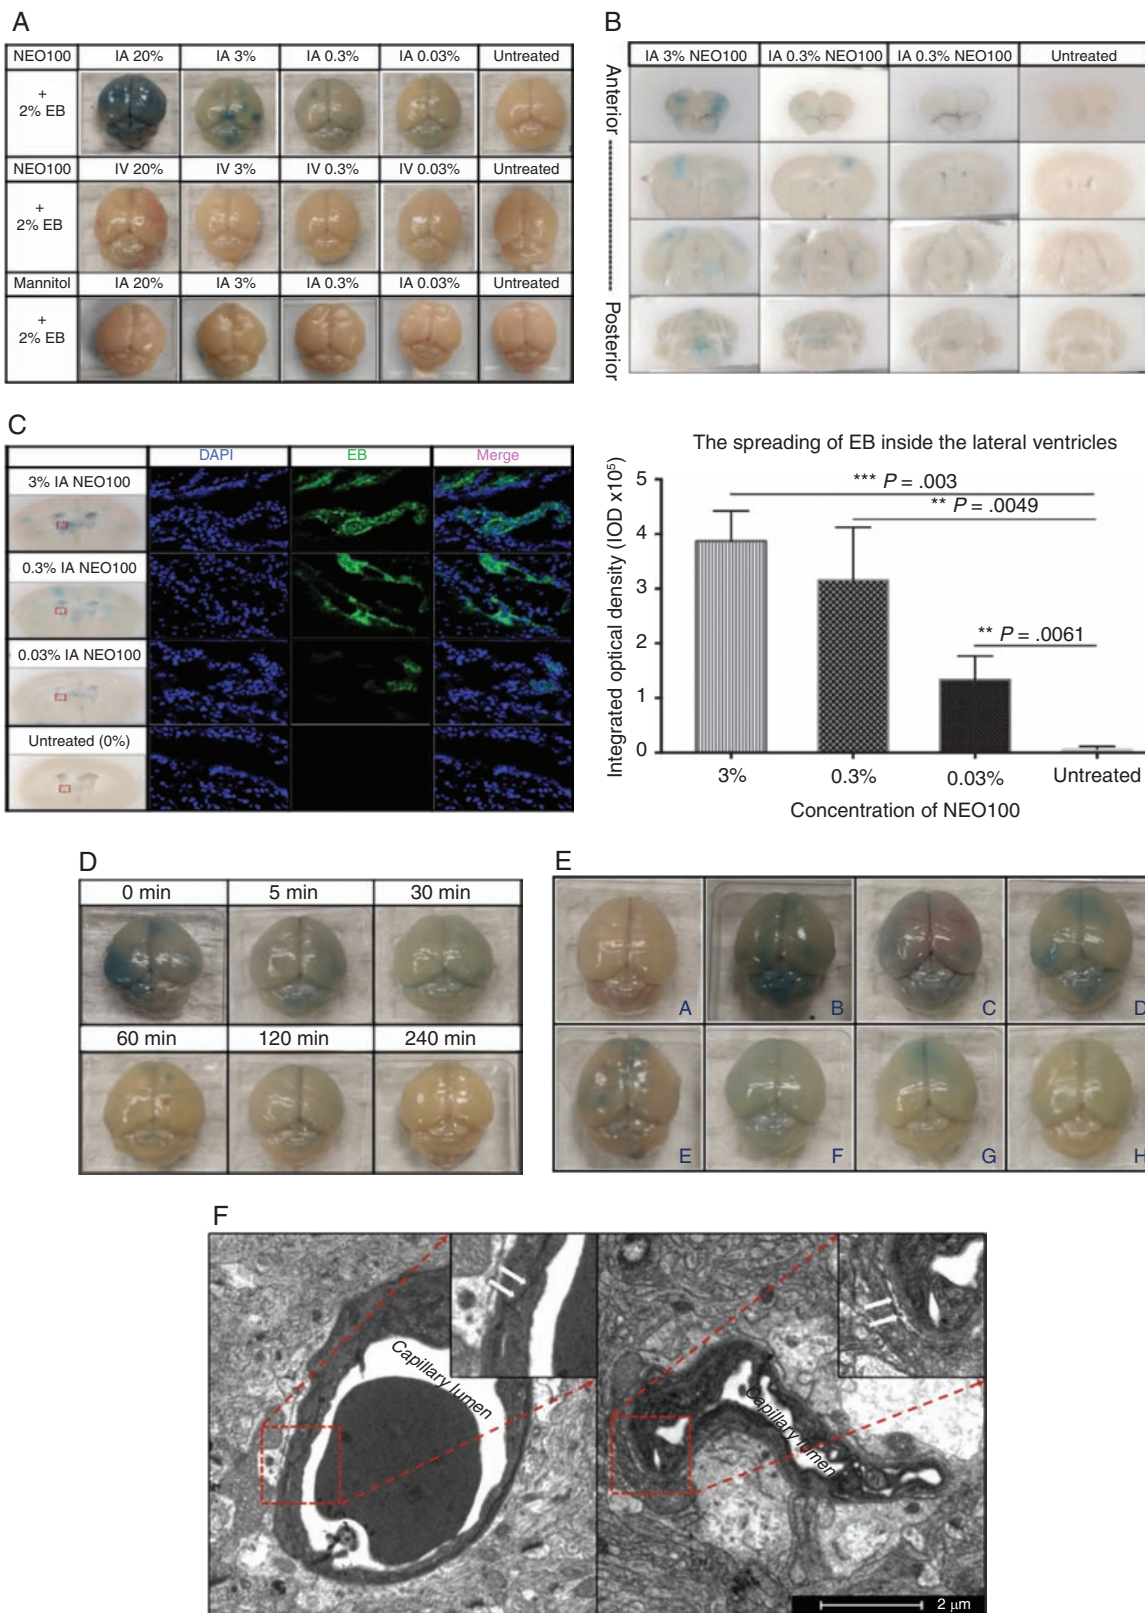 A
NEO100 IA 20% IA 3% IA 0.3% IA 0.03% Untreated
+
2% EB
NEO100 IV 20% IV 3% IV 0.3% IV 0.03% Untreated
+
2% EB
Mannitol IA 20% IA 3% IA 0.3% IA 0.03% Untreated
+
2% EB
B
IA 3% NEO100 IA 0.3% NEO100 IA 0.3% NEO100 Untreated
Anterior
Posterior
C
DAPI EB Merge
3% IA NEO100
0.3% IA NEO100
0.03% IA NEO100
Untreated (0%)
The spreading of EB inside the lateral ventricles
Integrated optical density (IOD x10⁵)
5
4
3
2
1
0
*** P = .003
** P = .0049
** P = .0061
3% 0.3% 0.03% Untreated
Concentration of NEO100
D
0 min 5 min 30 min
60 min 120 min 240 min
E
A B C D
E F G H
F
Capillary lumen
Capillary lumen
2 μm